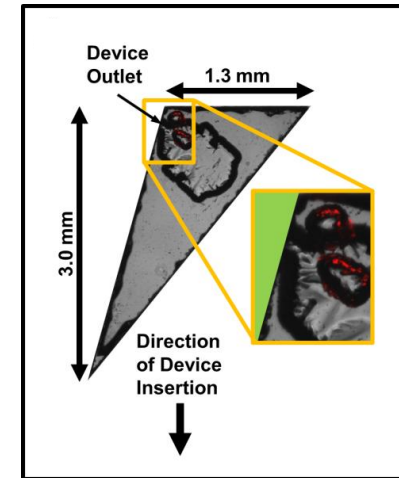 Device
Outlet
1.3 mm
3.0 mm
Direction
of Device
Insertion